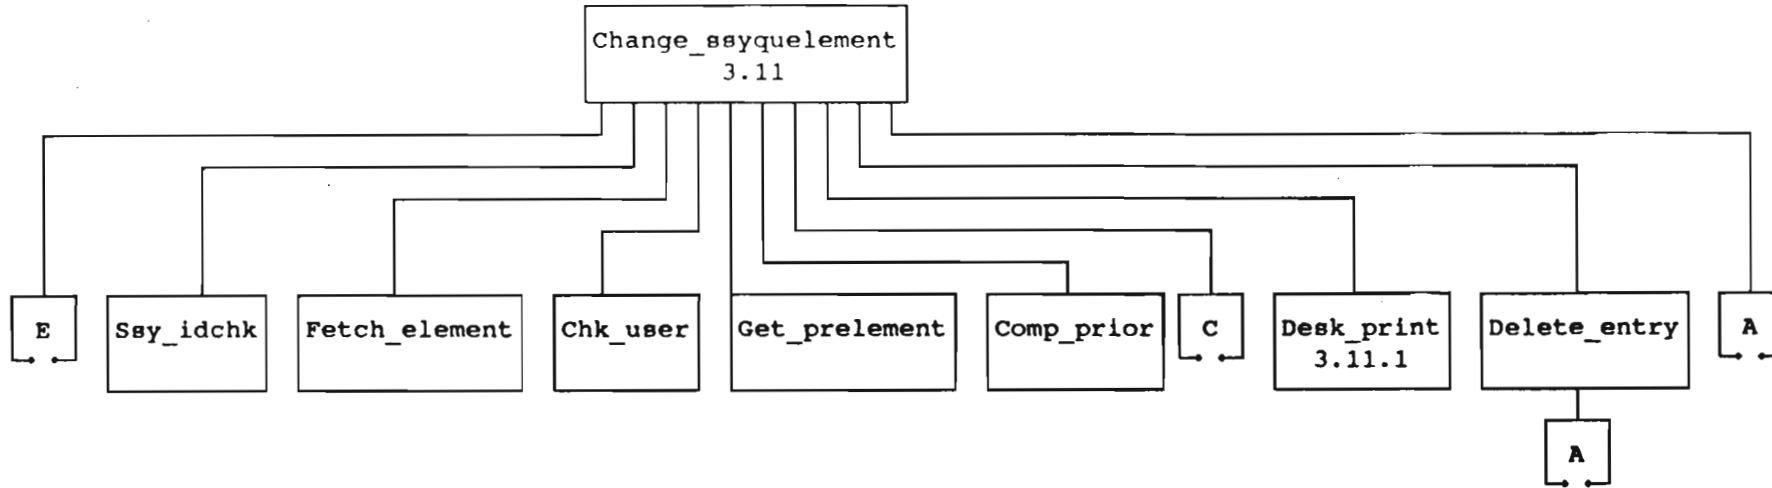 Change_ssyquelement
3.11
E
Ssy_idchk
Fetch_element
Chk_user
Get_prelement
Comp_prior
C
Desk_print
3.11.1
Delete_entry
A
A